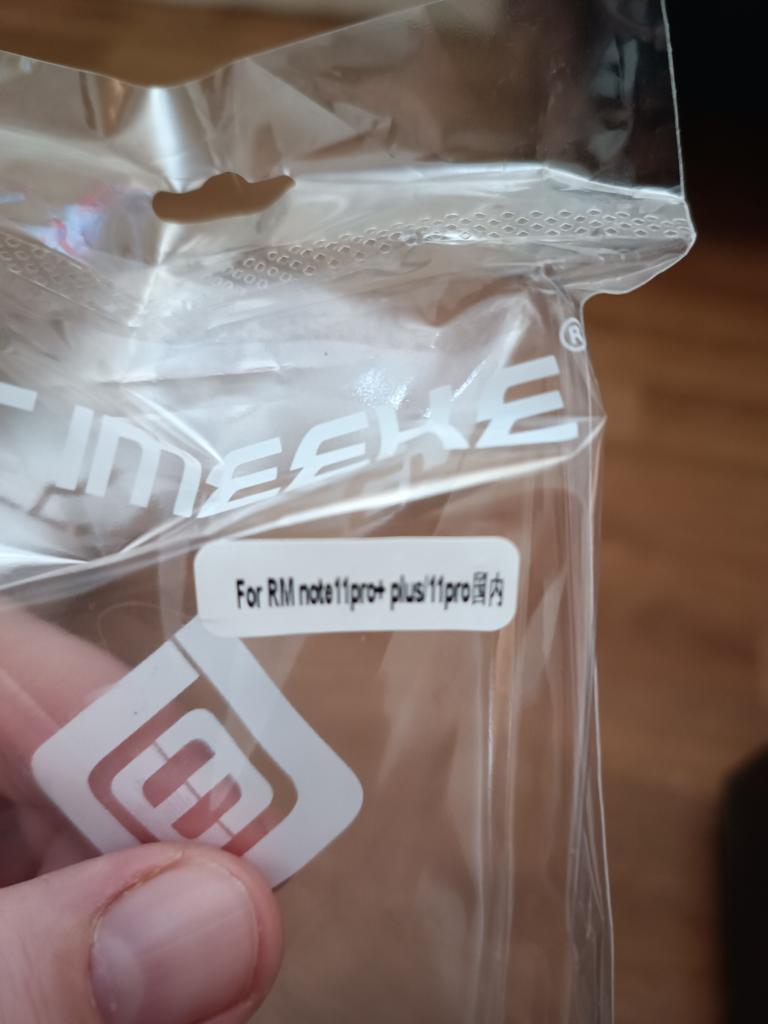 IMEEKE®
For RM note11pro+ plus/11pro国内